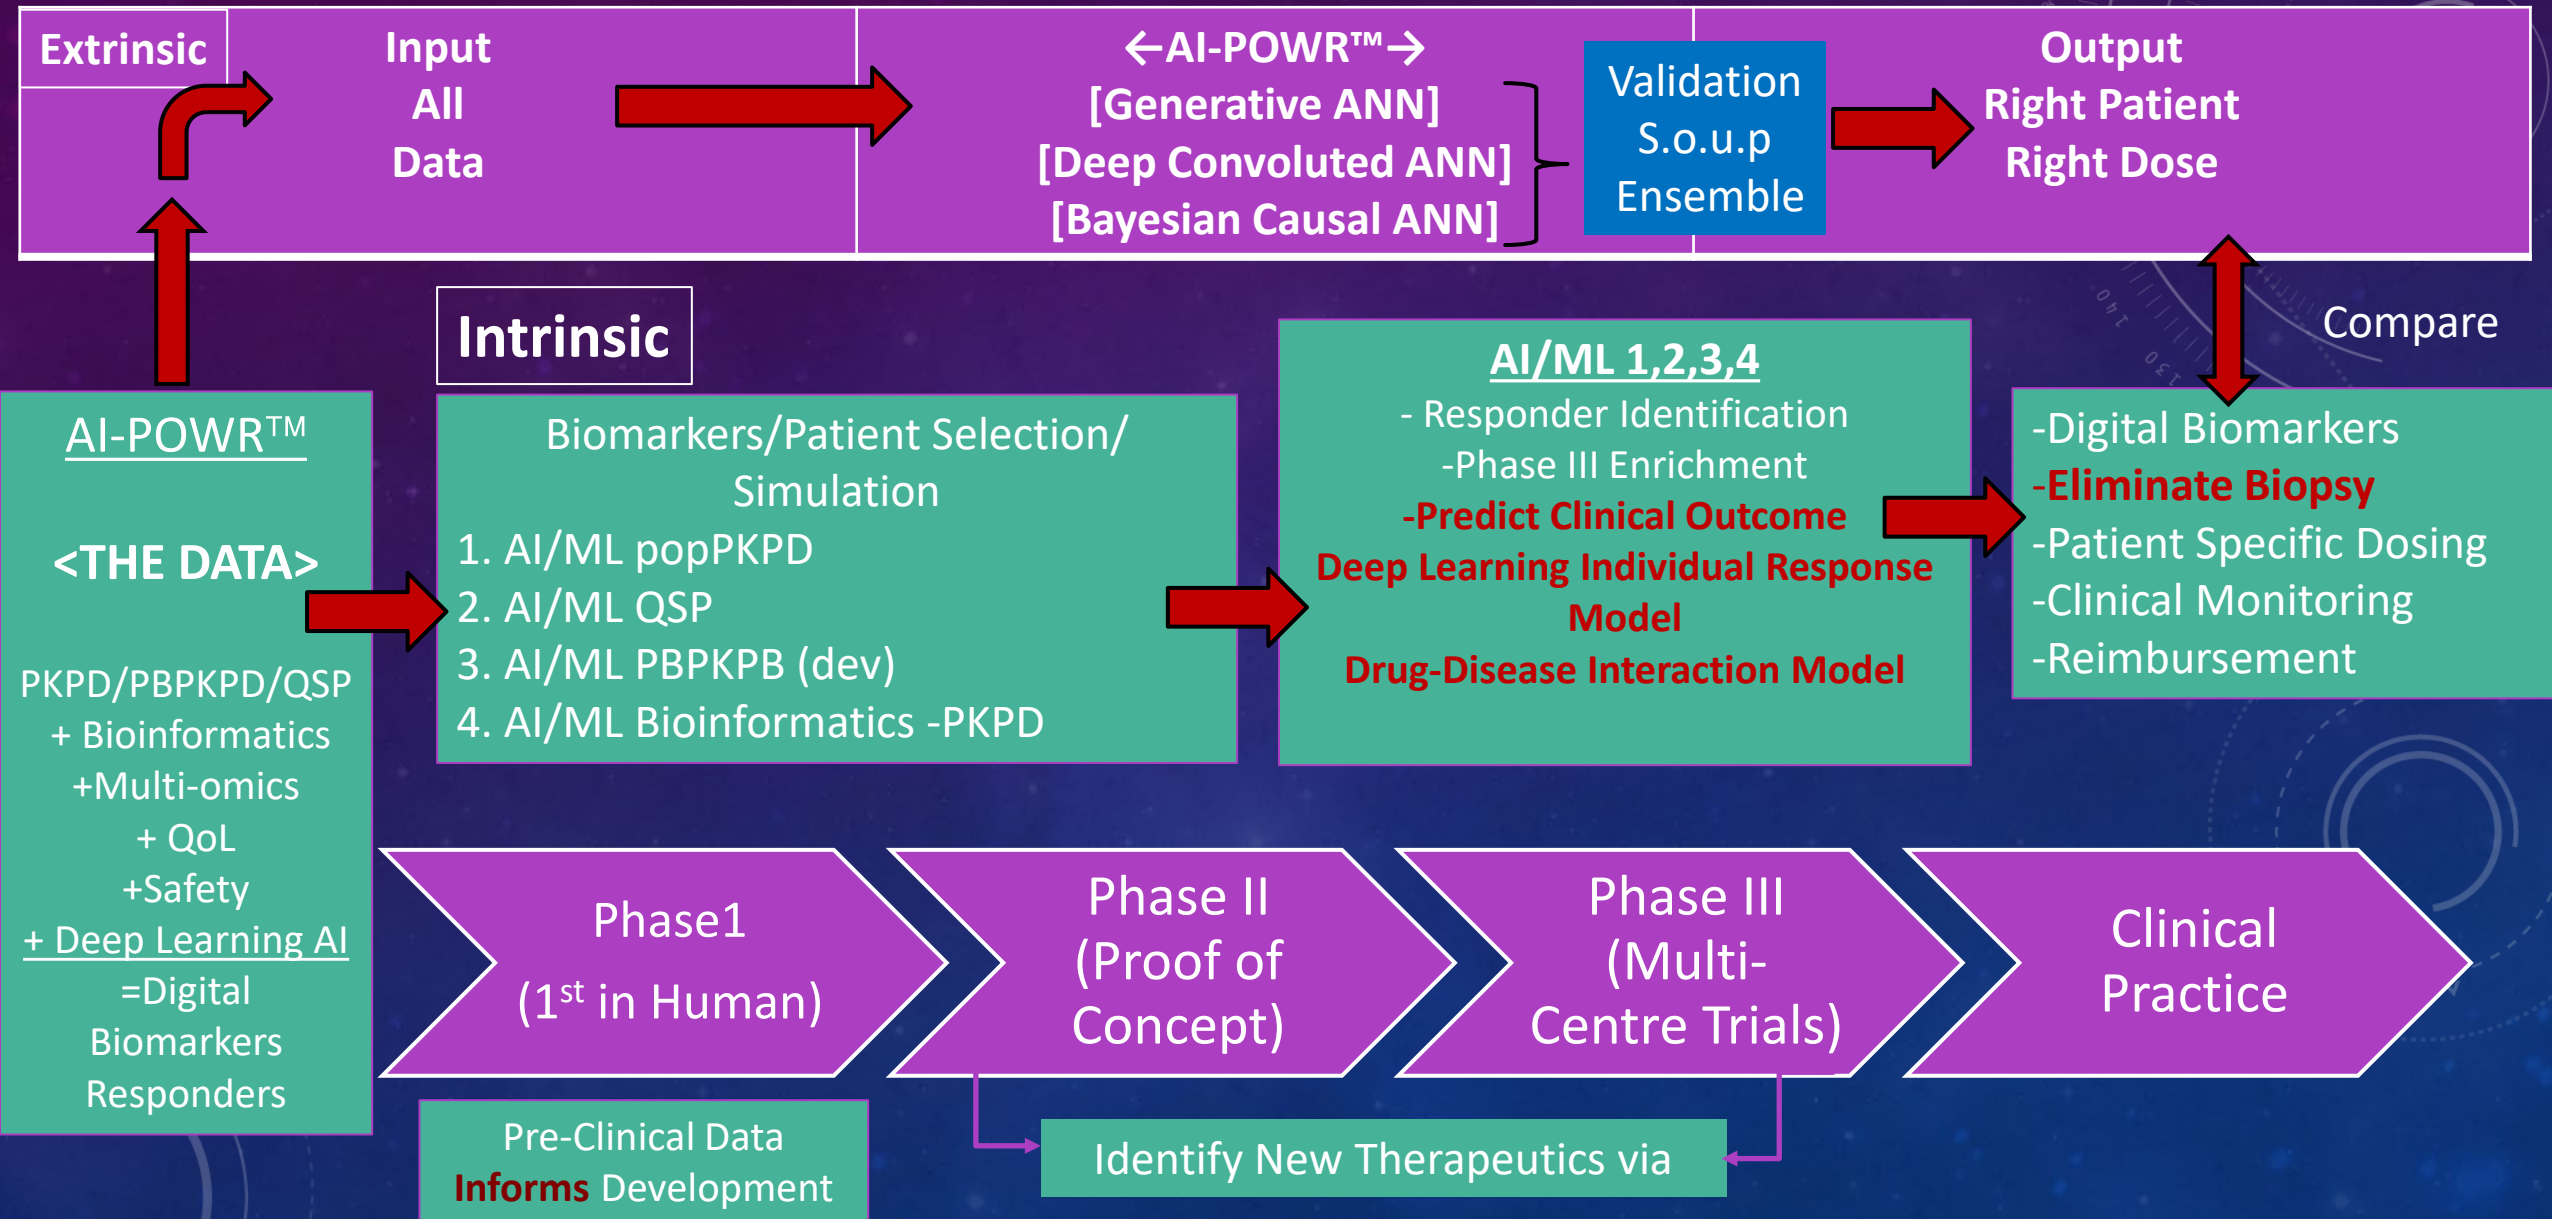 Extrinsic
Input
All
Data
←AI-POWR™→
[Generative ANN]
[Deep Convoluted ANN]
[Bayesian Causal ANN]
Validation
S.o.u.p
Ensemble
Output
Right Patient
Right Dose
Compare
Intrinsic
AI-POWR™
<THE DATA>
PKPD/PBPKPD/QSP
+ Bioinformatics
+Multi-omics
+ QoL
+Safety
+ Deep Learning AI
=Digital
Biomarkers
Responders
Biomarkers/Patient Selection/
Simulation
1. AI/ML popPKPD
2. AI/ML QSP
3. AI/ML PBPKPB (dev)
4. AI/ML Bioinformatics -PKPD
AI/ML 1,2,3,4
- Responder Identification
-Phase III Enrichment
-Predict Clinical Outcome
Deep Learning Individual Response
Model
Drug-Disease Interaction Model
-Digital Biomarkers
-Eliminate Biopsy
-Patient Specific Dosing
-Clinical Monitoring
-Reimbursement
Phase1
(1st in Human)
Phase II
(Proof of
Concept)
Phase III
(Multi-
Centre Trials)
Clinical
Practice
Pre-Clinical Data
Informs Development
Identify New Therapeutics via
140
130